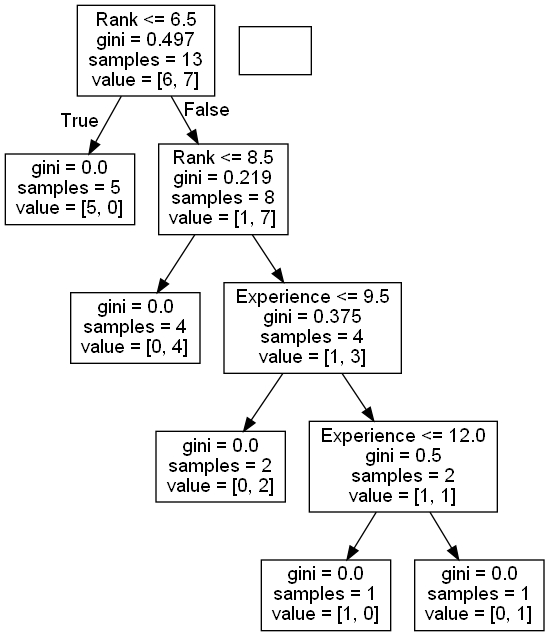 Rank <= 6.5
gini = 0.497
samples = 13
value = [6, 7]
True
False
gini = 0.0
samples = 5
value = [5, 0]
Rank <= 8.5
gini = 0.219
samples = 8
value = [1, 7]
gini = 0.0
samples = 4
value = [0, 4]
Experience <= 9.5
gini = 0.375
samples = 4
value = [1, 3]
gini = 0.0
samples = 2
value = [0, 2]
Experience <= 12.0
gini = 0.5
samples = 2
value = [1, 1]
gini = 0.0
samples = 1
value = [1, 0]
gini = 0.0
samples = 1
value = [0, 1]